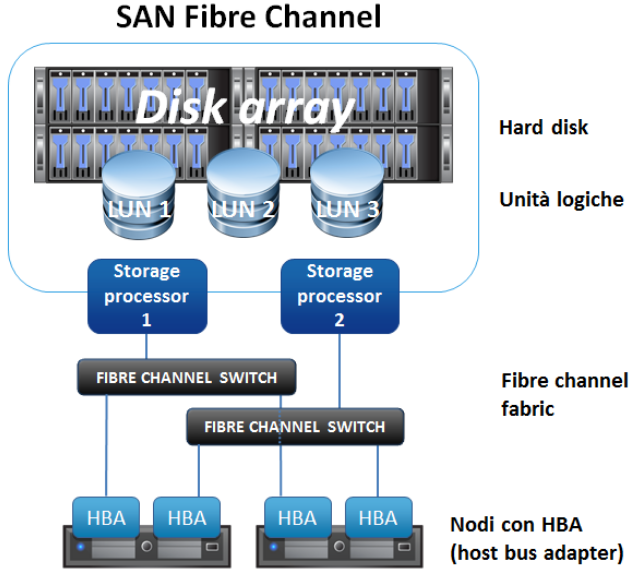 SAN Fibre Channel
Disk array
Hard disk
LUN 1
LUN 2
LUN 3
Unità logiche
Storage
processor
1
Storage
processor
2
FIBRE CHANNEL SWITCH
Fibre channel
fabric
FIBRE CHANNEL SWITCH
HBA
HBA
HBA
HBA
Nodi con HBA
(host bus adapter)